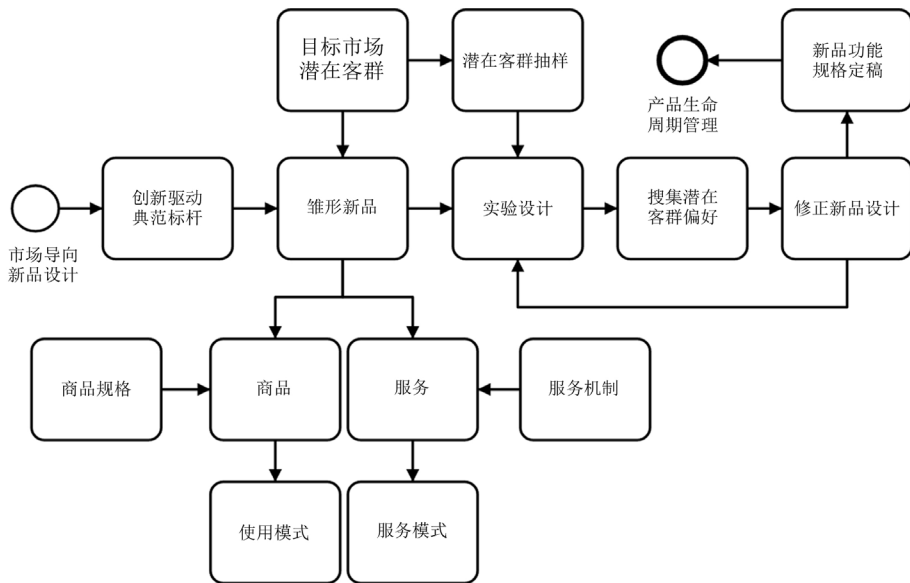 目标市场
潜在客群
潜在客群抽样
新品功能
规格定稿
产品生命
周期管理
创新驱动
典范标杆
雏形新品
实验设计
搜集潜在
客群偏好
修正新品设计
市场导向
新品设计
商品规格
商品
服务
服务机制
使用模式
服务模式